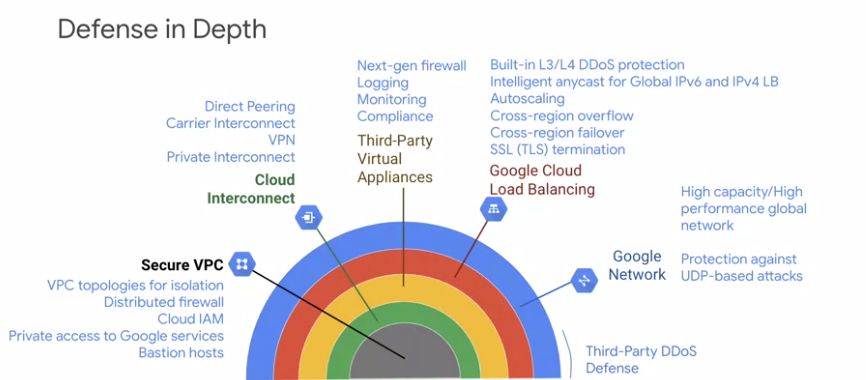 Defense in Depth
Direct Peering
Carrier Interconnect
VPN
Private Interconnect
Cloud
Interconnect
Next-gen firewall
Logging
Monitoring
Compliance
Third-Party
Virtual
Appliances
Built-in L3/L4 DDoS protection
Intelligent anycast for Global IPv6 and IPv4 LB
Autoscaling
Cross-region overflow
Cross-region failover
SSL (TLS) termination
Google Cloud
Load Balancing
Secure VPC
VPC topologies for isolation
Distributed firewall
Cloud IAM
Private access to Google services
Bastion hosts
Google
Network
High capacity/High
performance global
network
Protection against
UDP-based attacks
Third-Party DDoS
Defense